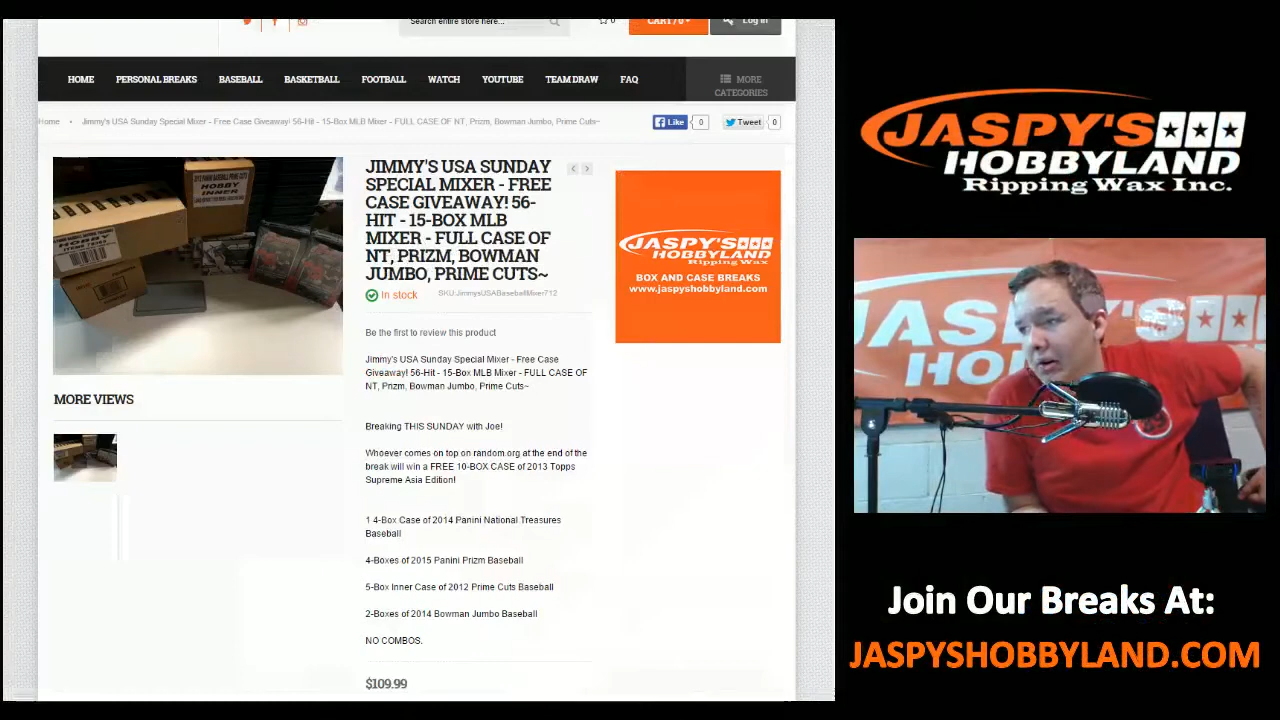 Search entire store here...
0
CART / 0
Log In
HOME PERSONAL BREAKS BASEBALL BASKETBALL FOOTBALL WATCH YOUTUBE TEAM DRAW FAQ
MORE
CATEGORIES
Home • Jimmy's USA Sunday Special Mixer - Free Case Giveaway! 56-Hit - 15-Box MLB Mixer - FULL CASE OF NT, Prizm, Bowman Jumbo, Prime Cuts~
Like 0 Tweet 0
JIMMY'S USA SUNDAY
SPECIAL MIXER - FREE
CASE GIVEAWAY! 56-
HIT - 15-BOX MLB
MIXER - FULL CASE OF
NT, PRIZM, BOWMAN
JUMBO, PRIME CUTS~
In stock
SKU:JimmysUSABaseballMixer712
Be the first to review this product
Jimmy's USA Sunday Special Mixer - Free Case
Giveaway! 56-Hit - 15-Box MLB Mixer - FULL CASE OF
NT, Prizm, Bowman Jumbo, Prime Cuts~
Breaking THIS SUNDAY with Joe!
Whoever comes on top on random.org at the end of the
break will win a FREE 10-BOX CASE of 2013 Topps
Supreme Asia Edition!
1 4-Box Case of 2014 Panini National Treasures
Baseball
4-Boxes of 2015 Panini Prizm Baseball
5-Box Inner Case of 2012 Prime Cuts Baseball
2-Boxes of 2014 Bowman Jumbo Baseball
NO COMBOS.
$109.99
HOBBY
INNER
HOBBY
MORE VIEWS
JASPY'S
HOBBYLAND
Ripping Wax Inc.
BOX AND CASE BREAKS
www.jaspyshobbyland.com
JASPY'S
HOBBYLAND
Ripping Wax Inc.
JASPY'S
Join Our Breaks At:
JASPYSHOBBYLAND.COM